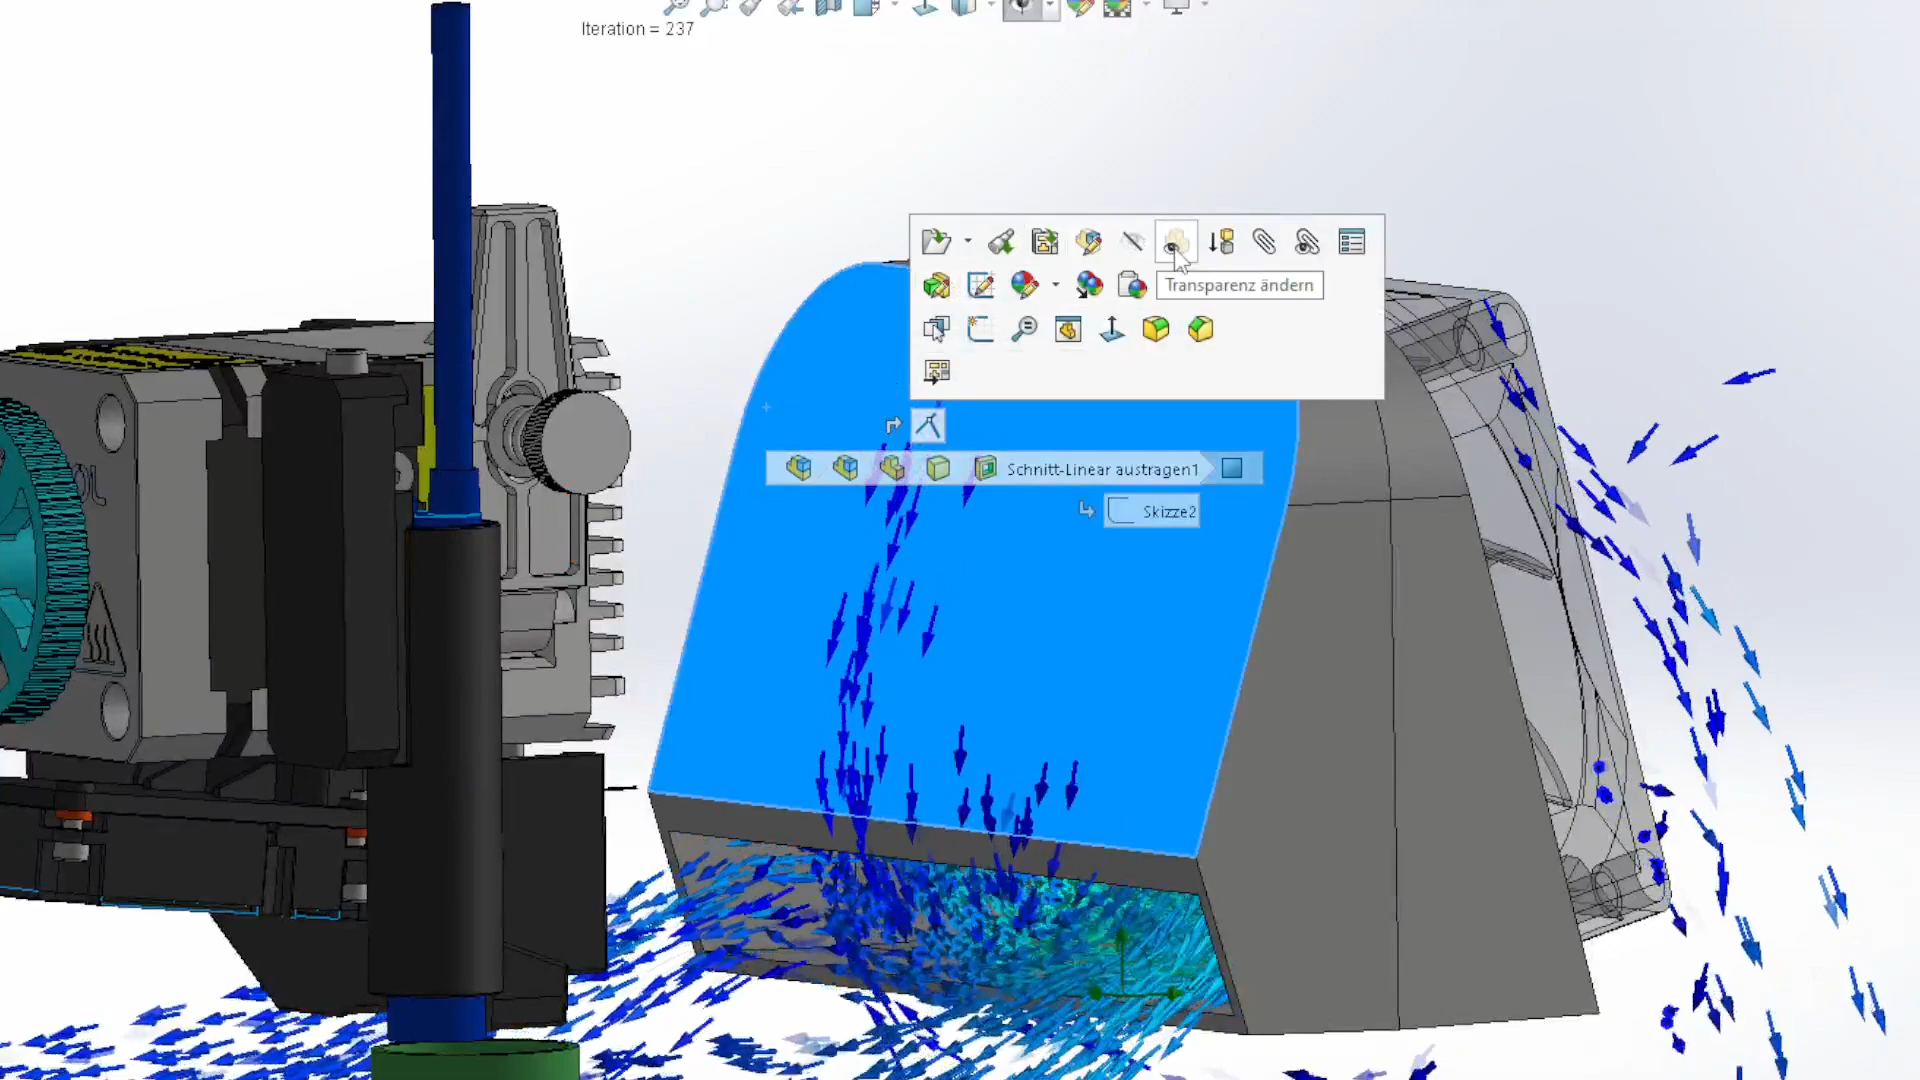 Iteration = 237
Transparenz ändern
Schnitt-Linear austragen1
Skizze2